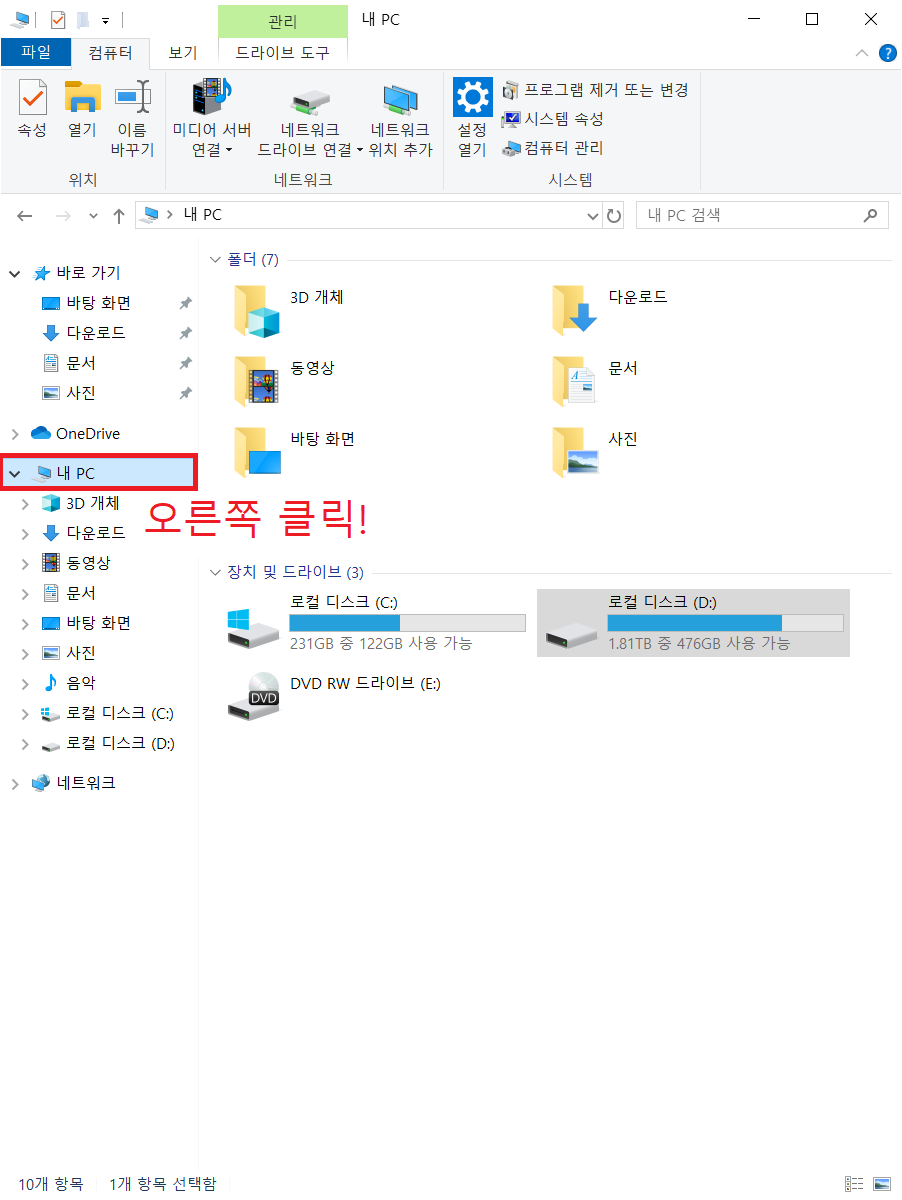 관리
내 PC
파일
컴퓨터
보기
드라이브 도구
속성
열기
이름
바꾸기
위치
미디어 서버
연결
네트워크
드라이브 연결
네트워크
위치 추가
네트워크
설정
열기
프로그램 제거 또는 변경
시스템 속성
컴퓨터 관리
시스템
내 PC
내 PC 검색
바로 가기
바탕 화면
다운로드
문서
사진
OneDrive
내 PC
3D 개체
다운로드
동영상
문서
바탕 화면
사진
음악
로컬 디스크 (C:)
로컬 디스크 (D:)
네트워크
오른쪽 클릭!
폴더 (7)
3D 개체
다운로드
동영상
문서
바탕 화면
사진
장치 및 드라이브 (3)
로컬 디스크 (C:)
231GB 중 122GB 사용 가능
로컬 디스크 (D:)
1.81TB 중 476GB 사용 가능
DVD
DVD RW 드라이브 (E:)
10개 항목
1개 항목 선택함